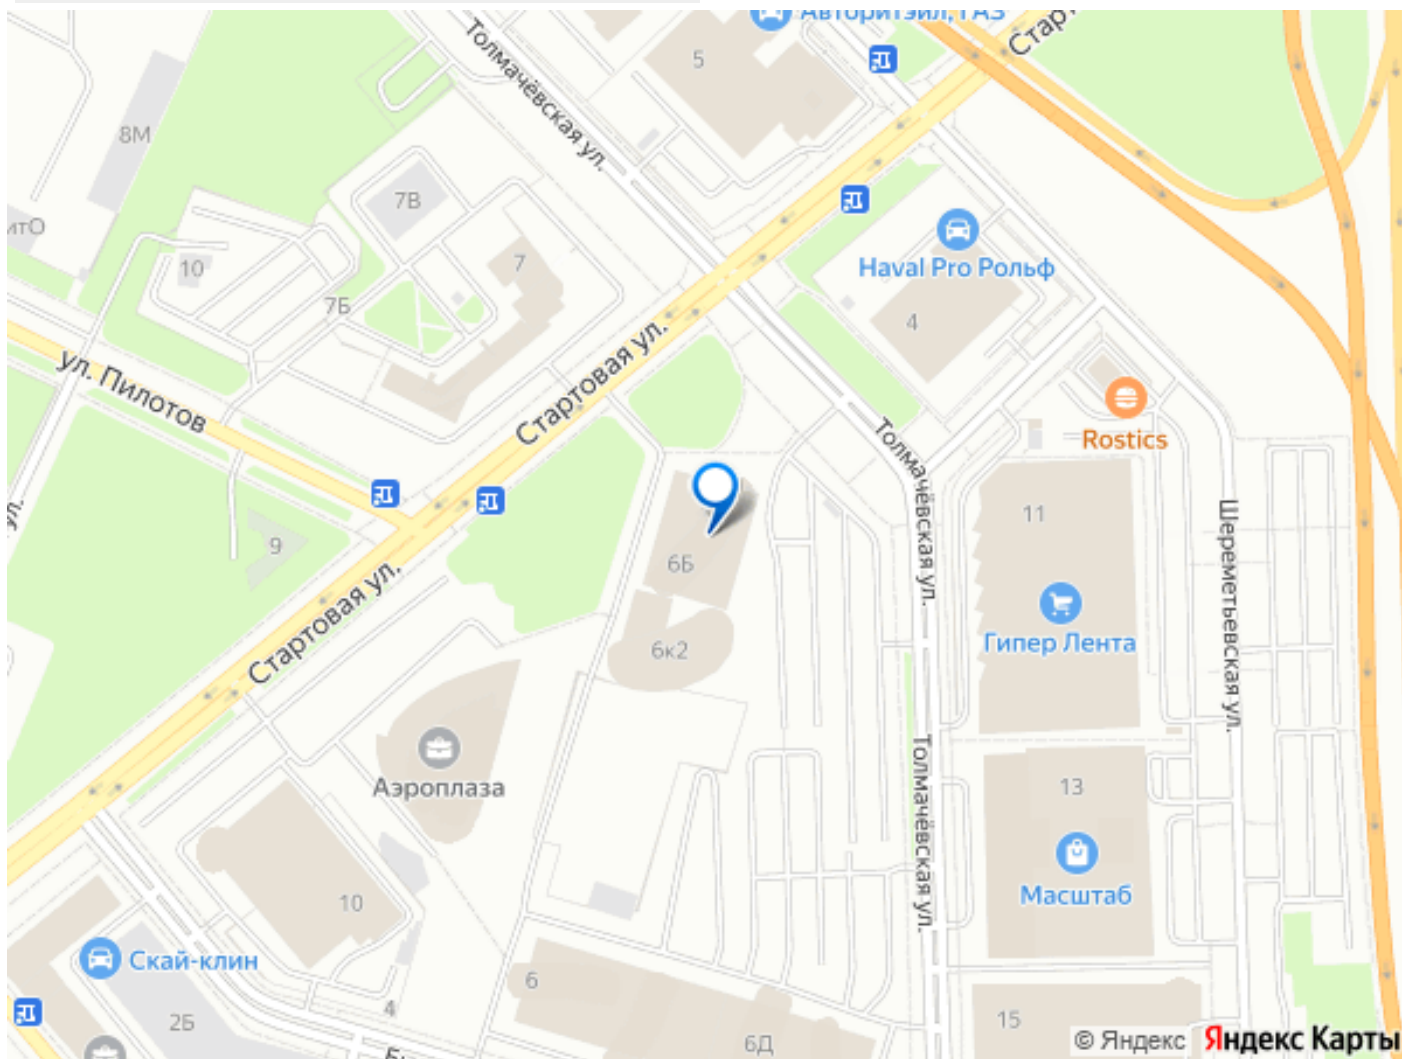 Авторитэйл, ГАЗ
Толмачёвская ул.
5
8М
7В
итО
10
7
7Б
Haval Pro Рольф
4
Стартовая ул.
ул. Пилотов
Rostics
Толмачёвская ул.
9
6Б
11
Шереметьевская ул.
Гипер Лента
Стартовая ул.
6к2
Аэроплаза
Толмачёвская ул.
13
Масштаб
10
Скай-клин
6
4
2Б
15
6Д
© Яндекс Яндекс Карты